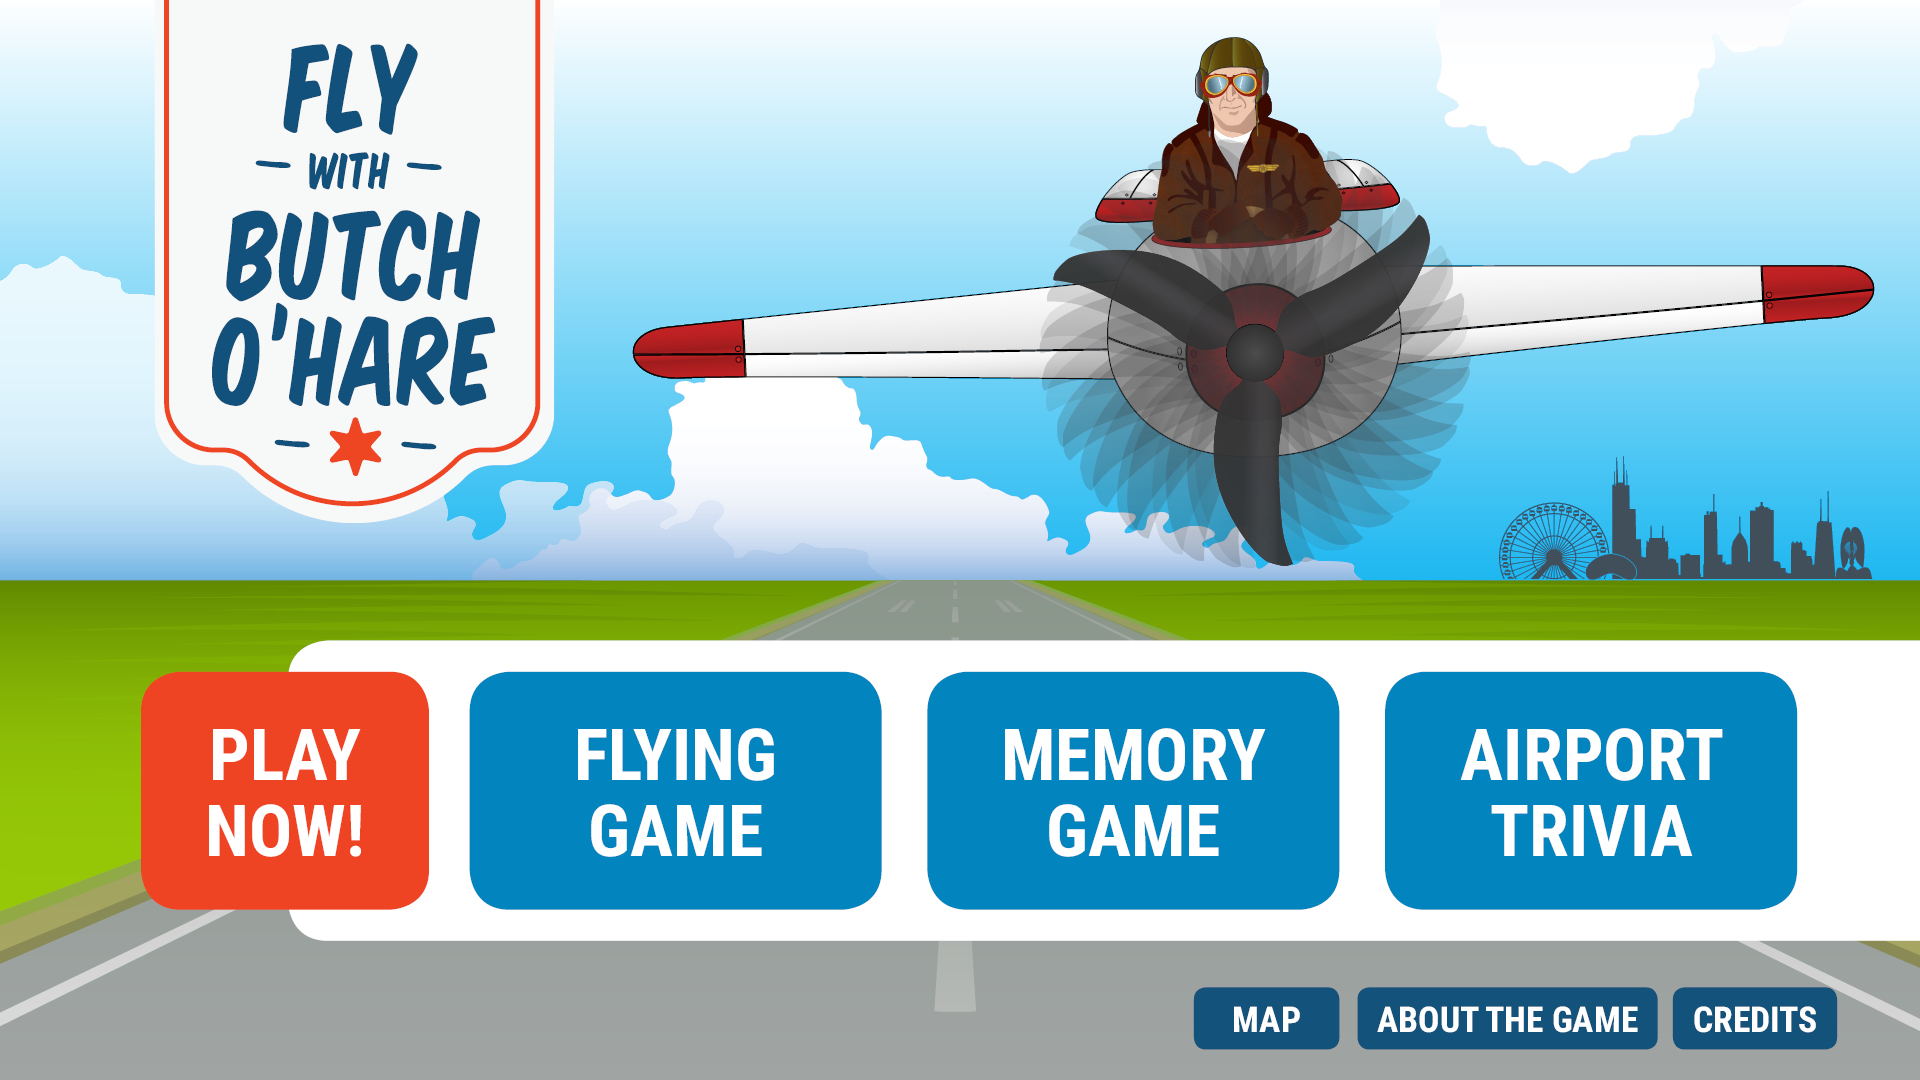 FLY
WITH
BUTCH
O'HARE
PLAY
NOW!
FLYING
GAME
MEMORY
GAME
AIRPORT
TRIVIA
MAP
ABOUT THE GAME
CREDITS